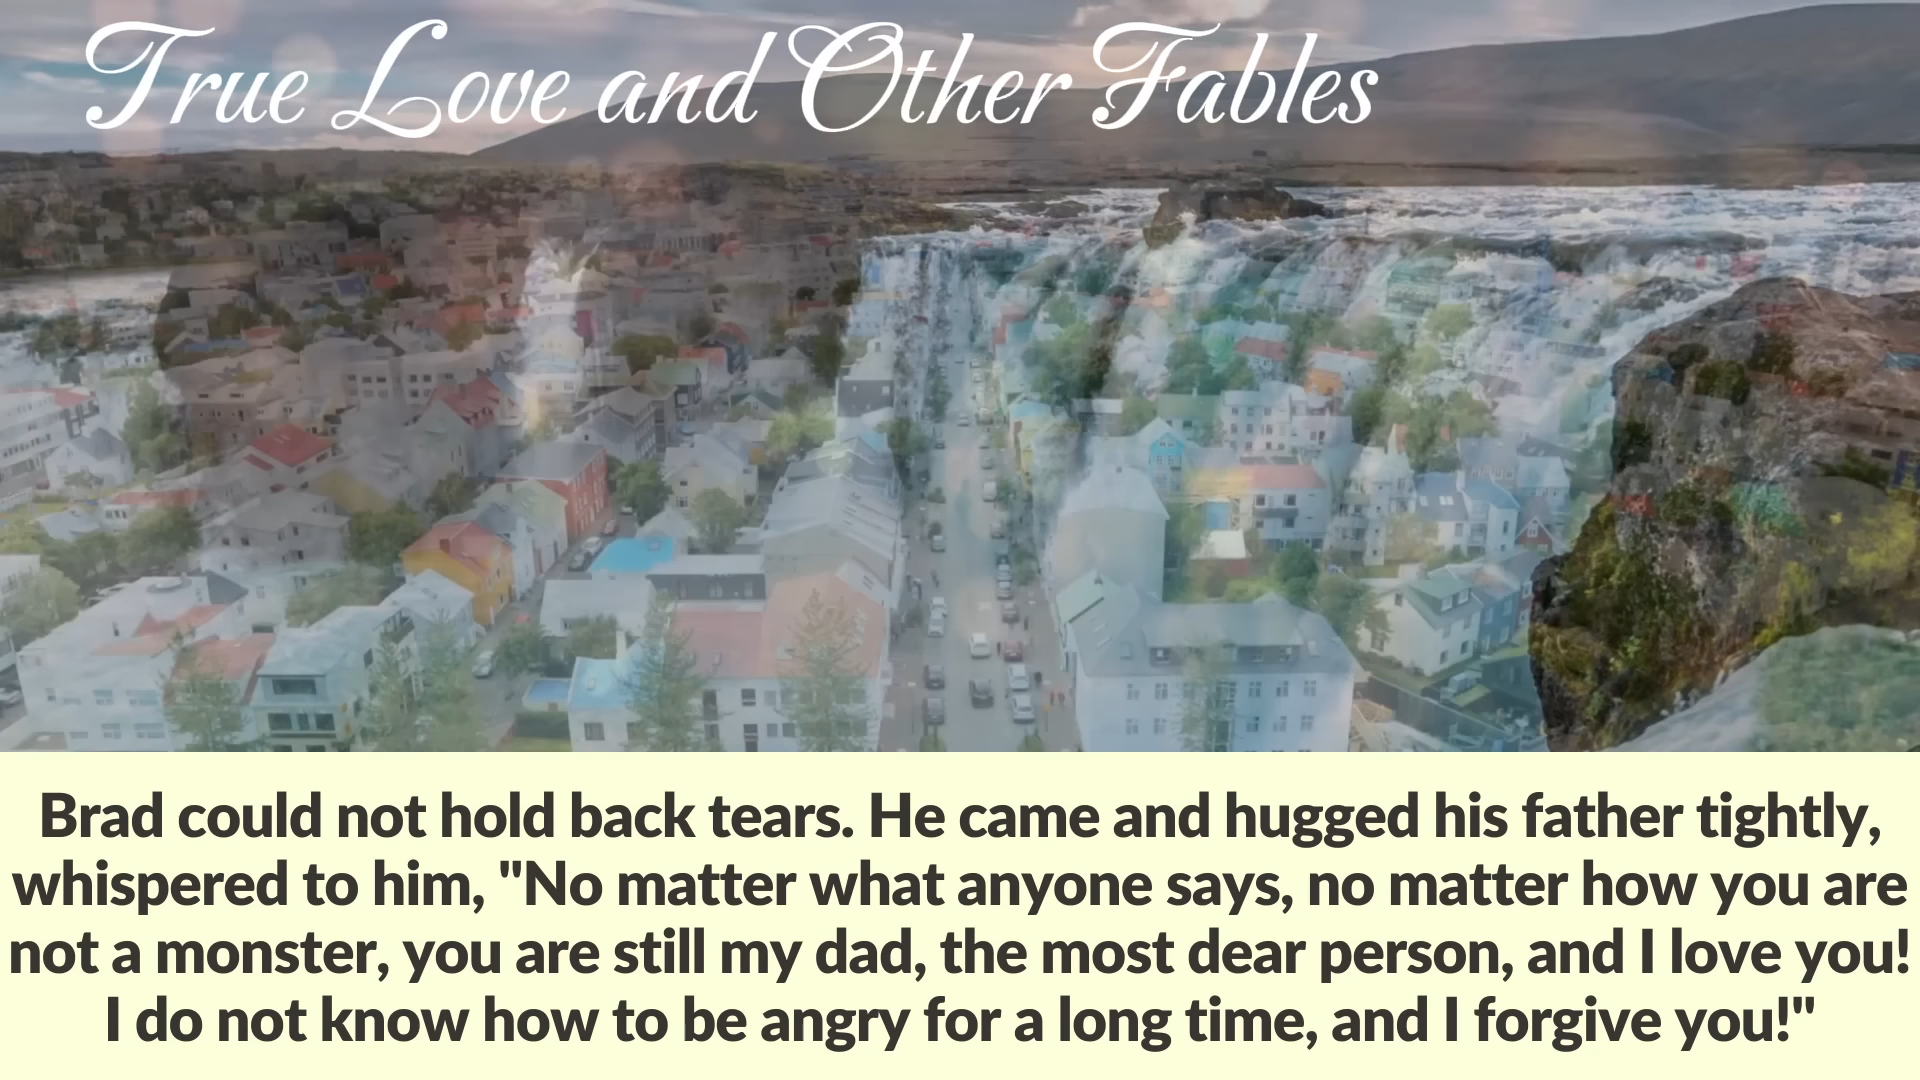 True Love and Other Fables
Brad could not hold back tears. He came and hugged his father tightly,
whispered to him, "No matter what anyone says, no matter how you are
not a monster, you are still my dad, the most dear person, and I love you!
I do not know how to be angry for a long time, and I forgive you!"